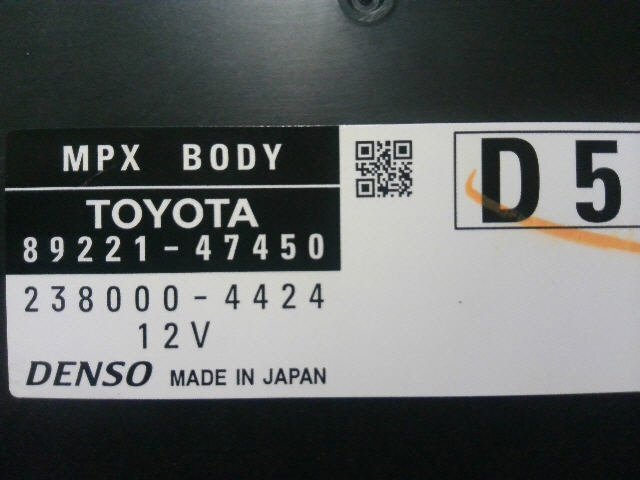 MPX BODY
D5
TOYOTA
89221-47450
238000-4424
12V
DENSO MADE IN JAPAN